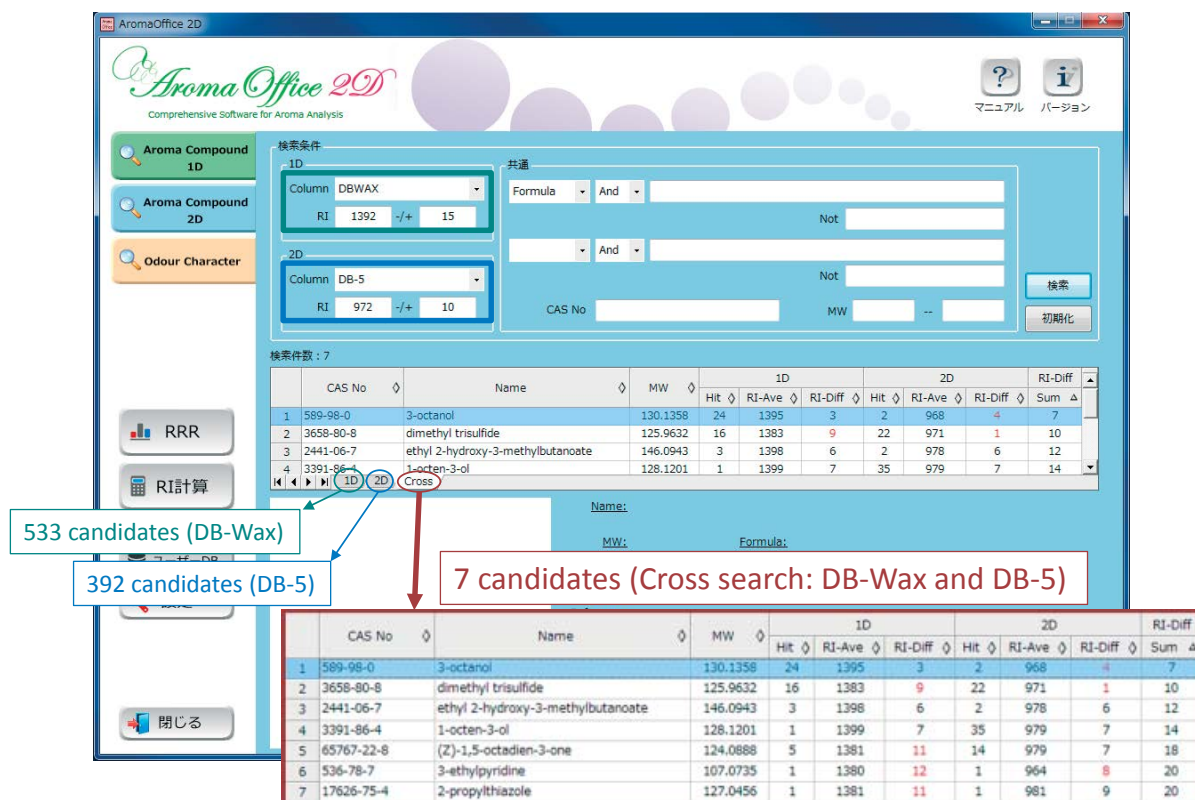 AromaOffice 2D
Aroma Office 2D
Comprehensive Software for Aroma Analysis
マニュアル バージョン
Aroma Compound 1D
Aroma Compound 2D
Odour Character
検索条件
1D
Column DBWAX
RI 1392 -/+ 15
2D
Column DB-5
RI 972 -/+ 10
共通
Formula And
Not
And
Not
CAS No MW --
検索
初期化
検索件数 : 7
CAS No Name MW 1D 2D RI-Diff
Hit RI-Ave RI-Diff Hit RI-Ave RI-Diff Sum
1 589-98-0 3-octanol 130.1358 24 1395 3 2 968 4 7
2 3658-80-8 dimethyl trisulfide 125.9632 16 1383 9 22 971 1 10
3 2441-06-7 ethyl 2-hydroxy-3-methylbutanoate 146.0943 3 1398 6 2 978 6 12
4 3391-86-4 1-octen-3-ol 128.1201 1 1399 7 35 979 7 14
1D 2D Cross
RRR
RI計算
閉じる
Name:
MW: Formula:
533 candidates (DB-Wax)
392 candidates (DB-5)
7 candidates (Cross search: DB-Wax and DB-5)
CAS No Name MW 1D 2D RI-Diff
Hit RI-Ave RI-Diff Hit RI-Ave RI-Diff Sum
1 589-98-0 3-octanol 130.1358 24 1395 3 2 968 4 7
2 3658-80-8 dimethyl trisulfide 125.9632 16 1383 9 22 971 1 10
3 2441-06-7 ethyl 2-hydroxy-3-methylbutanoate 146.0943 3 1398 6 2 978 6 12
4 3391-86-4 1-octen-3-ol 128.1201 1 1399 7 35 979 7 14
5 65767-22-8 (Z)-1,5-octadien-3-one 124.0888 5 1381 11 14 979 7 18
6 536-78-7 3-ethylpyridine 107.0735 1 1380 12 1 964 8 20
7 17626-75-4 2-propylthiazole 127.0456 1 1381 11 1 981 9 20